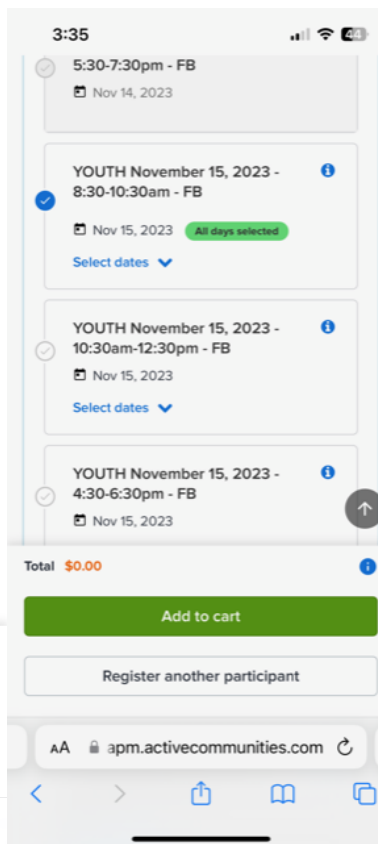 3:35
44
5:30-7:30pm - FB
Nov 14, 2023
YOUTH November 15, 2023 -
8:30-10:30am - FB
Nov 15, 2023 All days selected
Select dates
YOUTH November 15, 2023 -
10:30am-12:30pm - FB
Nov 15, 2023
Select dates
YOUTH November 15, 2023 -
4:30-6:30pm - FB
Nov 15, 2023
Total $0.00
Add to cart
Register another participant
AA apm.activecommunities.com